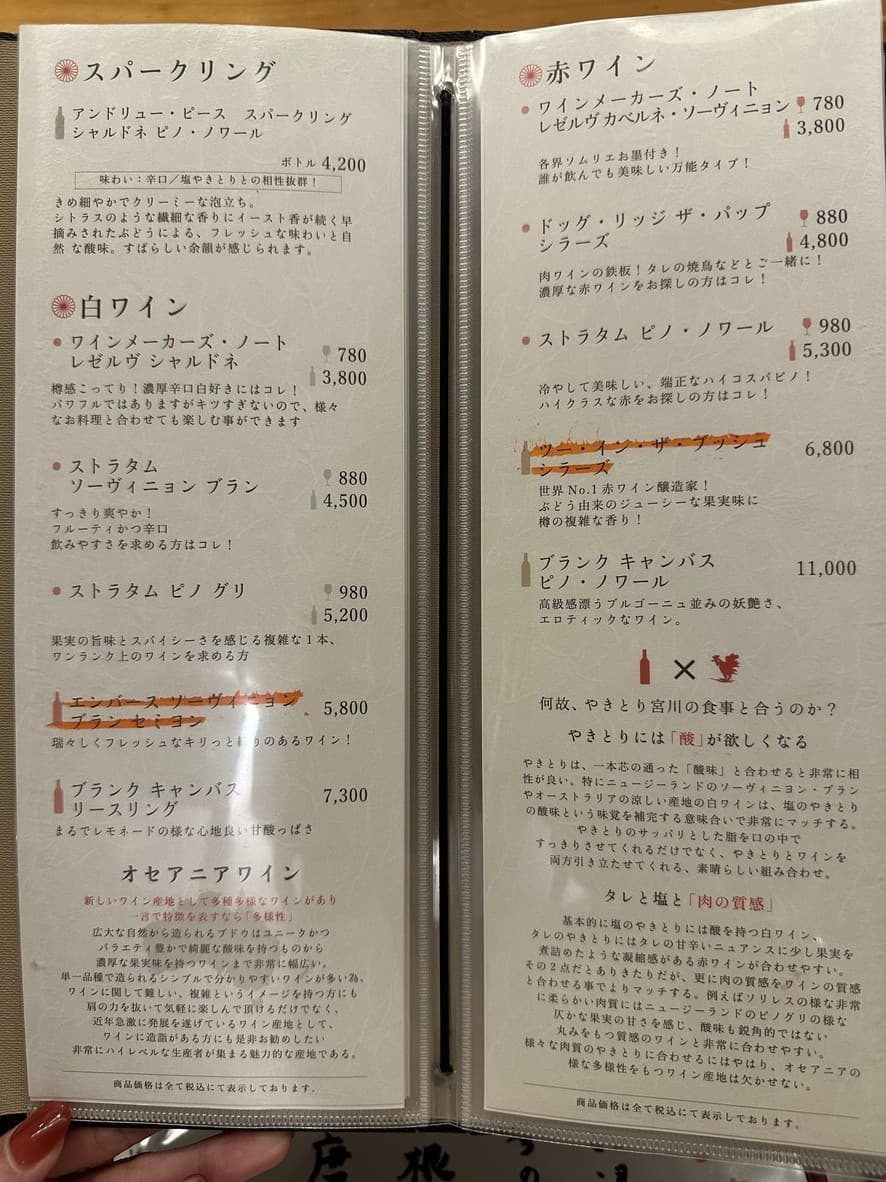 スパークリング
アンドリュー・ピース スパークリング
シャルドネ ピノ・ノワール
ボトル 4,200
味わい：辛口／塩やきとりとの相性抜群！
きめ細やかでクリーミーな泡立ち。
シトラスのような繊細な香りにイースト香が続く早
摘みされたぶどうによる、フレッシュな味わいと自
然 な酸味。すばらしい余韻が感じられます。
白ワイン
ワインメーカーズ・ノート
レゼルヴ シャルドネ
780
3,800
樽感こってり！濃厚辛口白好きにはコレ！
パワフルではありますがキツすぎないので、様々
なお料理と合わせても楽しむ事ができます
ストラタム
ソーヴィニョン ブラン
880
4,500
すっきり爽やか！
フルーティかつ辛口
飲みやすさを求める方はコレ！
ストラタム ピノ グリ
980
5,200
果実の旨味とスパイシーさを感じる複雑な1本、
ワンランク上のワインを求める方
エンバース ソーヴィニョン
ブラン セミヨン
5,800
瑞々しくフレッシュなキリっと締りのあるワイン！
ブランク キャンバス
リースリング
7,300
まるでレモネードの様な心地良い甘酸っぱさ
オセアニアワイン
新しいワイン産地として多種多様なワインがあり
一言で特徴を表すなら「多様性」
広大な自然から造られるブドウはユニークかつ
バラエティ豊かで綺麗な酸味を持つものから
濃厚な果実味を持つワインまで非常に幅広い。
単一品種で造られるシンプルで分かりやすいワインが多い為、
ワインに関して難しい、複雑というイメージを持つ方にも
肩の力を抜いて気軽に楽しんで頂けるだけでなく、
近年急激に発展を遂げているワイン産地として、
ワインに造詣がある方にも是非お勧めしたい
非常にハイレベルな生産者が集まる魅力的な産地である。
商品価格は全て税込にて表示しております。
赤ワイン
ワインメーカーズ・ノート
レゼルヴ カベルネ・ソーヴィニョン
780
3,800
各界ソムリエお墨付き！
誰が飲んでも美味しい万能タイプ！
ドッグ・リッジ ザ・パップ
シラーズ
880
4,800
肉ワインの鉄板！タレの焼鳥などとご一緒に！
濃厚な赤ワインをお探しの方はコレ！
ストラタム ピノ・ノワール
980
5,300
冷やして美味しい、端正なハイコスパピノ！
ハイクラスな赤をお探しの方はコレ！
ツー・イン・ザ・ブッシュ
シラーズ
6,800
世界 No.1 赤ワイン醸造家！
ぶどう由来のジューシーな果実味に
樽の複雑な香り！
ブランク キャンバス
ピノ・ノワール
11,000
高級感漂うブルゴーニュ並みの妖艶さ、
エロティックなワイン。
×
何故、やきとり宮川の食事と合うのか？
やきとりには「酸」が欲しくなる
やきとりは、一本芯の通った「酸味」と合わせると非常に相
性が良い。特にニュージーランドのソーヴィニョン・ブラン
やオーストラリアの涼しい産地の白ワインは、塩のやきとり
の酸味という味覚を補完する意味合いで非常にマッチする。
やきとりのサッパリとした脂を口の中で
すっきりさせてくれるだけでなく、やきとりとワインを
両方引き立たせてくれる、素晴らしい組み合わせ。
タレと塩と「肉の質感」
基本的に塩のやきとりには酸を持つ白ワイン、
タレのやきとりにはタレの甘辛いニュアンスに少し果実を
煮詰めたような凝縮感がある赤ワインが合わせやすい。
その２点だとありきたりだが、更に肉の質感をワインの質感
と合わせる事でよりマッチする。例えばソリレスの様な非常
に柔らかい肉質にはニュージーランドのピノグリの様な
仄かな果実の甘さを感じ、酸味も鋭角的ではない
丸みをもつ質感のワインと非常に合わせやすい。
様々な肉質のやきとりに合わせるにはやはり、オセアニアの
様な多様性をもつワイン産地は欠かせない。
商品価格は全て税込にて表示しております。